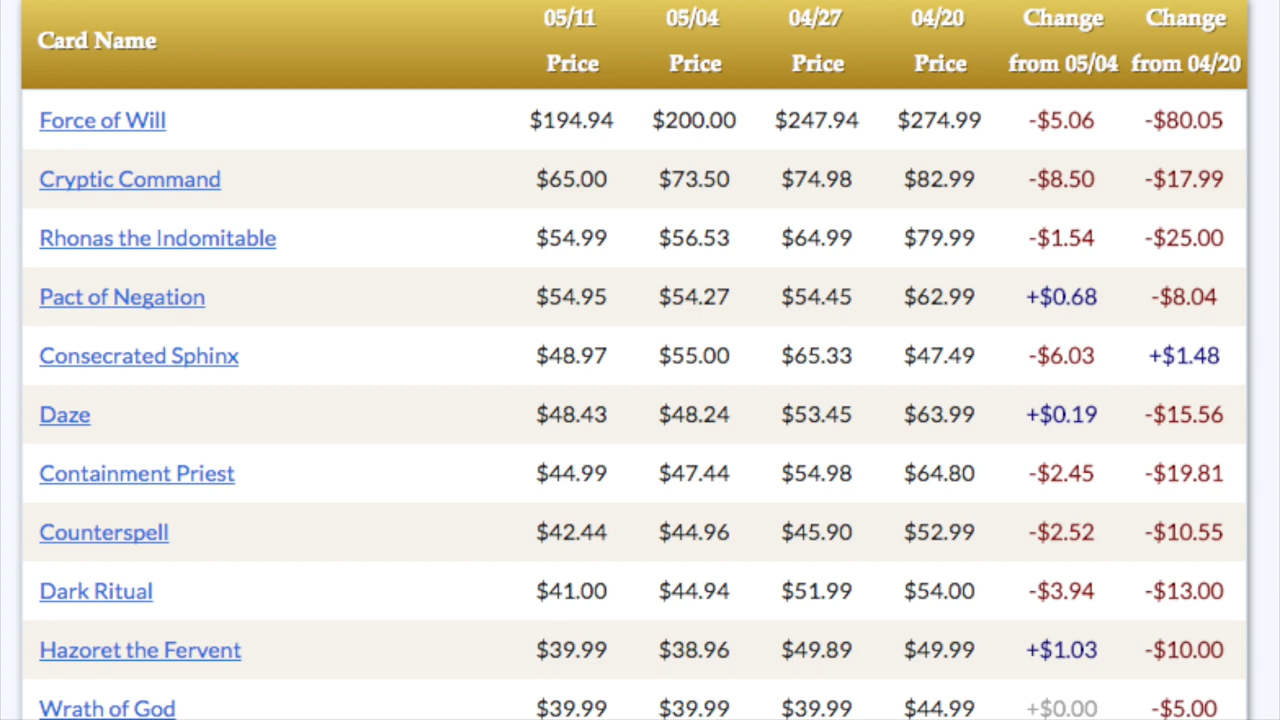 Card Name 05/11 Price 05/04 Price 04/27 Price 04/20 Price Change from 05/04 Change from 04/20
Force of Will $194.94 $200.00 $247.94 $274.99 -$5.06 -$80.05
Cryptic Command $65.00 $73.50 $74.98 $82.99 -$8.50 -$17.99
Rhonas the Indomitable $54.99 $56.53 $64.99 $79.99 -$1.54 -$25.00
Pact of Negation $54.95 $54.27 $54.45 $62.99 +$0.68 -$8.04
Consecrated Sphinx $48.97 $55.00 $65.33 $47.49 -$6.03 +$1.48
Daze $48.43 $48.24 $53.45 $63.99 +$0.19 -$15.56
Containment Priest $44.99 $47.44 $54.98 $64.80 -$2.45 -$19.81
Counterspell $42.44 $44.96 $45.90 $52.99 -$2.52 -$10.55
Dark Ritual $41.00 $44.94 $51.99 $54.00 -$3.94 -$13.00
Hazoret the Fervent $39.99 $38.96 $49.89 $49.99 +$1.03 -$10.00
Wrath of God $39.99 $39.99 $39.99 $44.99 +$0.00 -$5.00